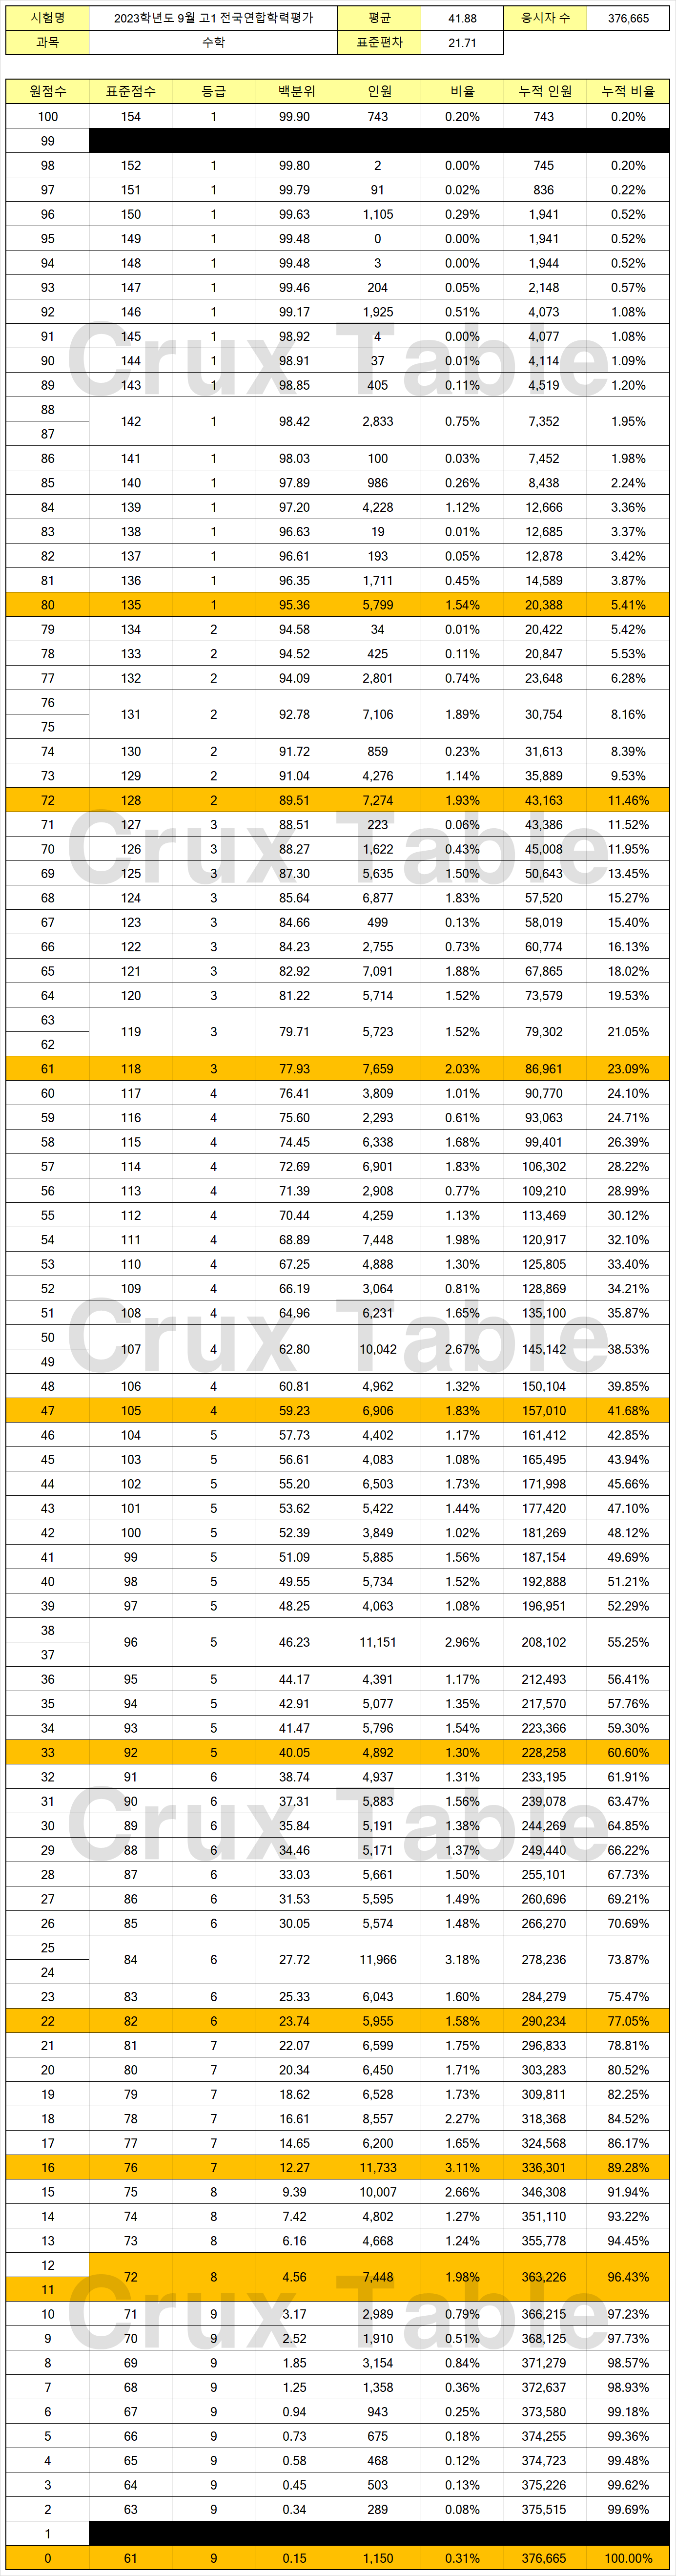 시험명 2023학년도 9월 고1 전국연합학력평가 평균 41.88 응시자 수 376,665
과목 수학 표준편차 21.71
원점수 표준점수 등급 백분위 인원 비율 누적 인원 누적 비율
100 154 1 99.90 743 0.20% 743 0.20%
99
98 152 1 99.80 2 0.00% 745 0.20%
97 151 1 99.79 91 0.02% 836 0.22%
96 150 1 99.63 1,105 0.29% 1,941 0.52%
95 149 1 99.48 0 0.00% 1,941 0.52%
94 148 1 99.48 3 0.00% 1,944 0.52%
93 147 1 99.46 204 0.05% 2,148 0.57%
92 146 1 99.17 1,925 0.51% 4,073 1.08%
91 145 1 98.92 4 0.00% 4,077 1.08%
90 144 1 98.91 37 0.01% 4,114 1.09%
89 143 1 98.85 405 0.11% 4,519 1.20%
88
142 1 98.42 2,833 0.75% 7,352 1.95%
87
86 141 1 98.03 100 0.03% 7,452 1.98%
85 140 1 97.89 986 0.26% 8,438 2.24%
84 139 1 97.20 4,228 1.12% 12,666 3.36%
83 138 1 96.63 19 0.01% 12,685 3.37%
82 137 1 96.61 193 0.05% 12,878 3.42%
81 136 1 96.35 1,711 0.45% 14,589 3.87%
80 135 1 95.36 5,799 1.54% 20,388 5.41%
79 134 2 94.58 34 0.01% 20,422 5.42%
78 133 2 94.52 425 0.11% 20,847 5.53%
77 132 2 94.09 2,801 0.74% 23,648 6.28%
76
131 2 92.78 7,106 1.89% 30,754 8.16%
75
74 130 2 91.72 859 0.23% 31,613 8.39%
73 129 2 91.04 4,276 1.14% 35,889 9.53%
72 128 2 89.51 7,274 1.93% 43,163 11.46%
71 127 3 88.51 223 0.06% 43,386 11.52%
70 126 3 88.27 1,622 0.43% 45,008 11.95%
69 125 3 87.30 5,635 1.50% 50,643 13.45%
68 124 3 85.64 6,877 1.83% 57,520 15.27%
67 123 3 84.66 499 0.13% 58,019 15.40%
66 122 3 84.23 2,755 0.73% 60,774 16.13%
65 121 3 82.92 7,091 1.88% 67,865 18.02%
64 120 3 81.22 5,714 1.52% 73,579 19.53%
63
119 3 79.71 5,723 1.52% 79,302 21.05%
62
61 118 3 77.93 7,659 2.03% 86,961 23.09%
60 117 4 76.41 3,809 1.01% 90,770 24.10%
59 116 4 75.60 2,293 0.61% 93,063 24.71%
58 115 4 74.45 6,338 1.68% 99,401 26.39%
57 114 4 72.69 6,901 1.83% 106,302 28.22%
56 113 4 71.39 2,908 0.77% 109,210 28.99%
55 112 4 70.44 4,259 1.13% 113,469 30.12%
54 111 4 68.89 7,448 1.98% 120,917 32.10%
53 110 4 67.25 4,888 1.30% 125,805 33.40%
52 109 4 66.19 3,064 0.81% 128,869 34.21%
51 108 4 64.96 6,231 1.65% 135,100 35.87%
50
107 4 62.80 10,042 2.67% 145,142 38.53%
49
48 106 4 60.81 4,962 1.32% 150,104 39.85%
47 105 4 59.23 6,906 1.83% 157,010 41.68%
46 104 5 57.73 4,402 1.17% 161,412 42.85%
45 103 5 56.61 4,083 1.08% 165,495 43.94%
44 102 5 55.20 6,503 1.73% 171,998 45.66%
43 101 5 53.62 5,422 1.44% 177,420 47.10%
42 100 5 52.39 3,849 1.02% 181,269 48.12%
41 99 5 51.09 5,885 1.56% 187,154 49.69%
40 98 5 49.55 5,734 1.52% 192,888 51.21%
39 97 5 48.25 4,063 1.08% 196,951 52.29%
38
96 5 46.23 11,151 2.96% 208,102 55.25%
37
36 95 5 44.17 4,391 1.17% 212,493 56.41%
35 94 5 42.91 5,077 1.35% 217,570 57.76%
34 93 5 41.47 5,796 1.54% 223,366 59.30%
33 92 5 40.05 4,892 1.30% 228,258 60.60%
32 91 6 38.74 4,937 1.31% 233,195 61.91%
31 90 6 37.31 5,883 1.56% 239,078 63.47%
30 89 6 35.84 5,191 1.38% 244,269 64.85%
29 88 6 34.46 5,171 1.37% 249,440 66.22%
28 87 6 33.03 5,661 1.50% 255,101 67.73%
27 86 6 31.53 5,595 1.49% 260,696 69.21%
26 85 6 30.05 5,574 1.48% 266,270 70.69%
25
84 6 27.72 11,966 3.18% 278,236 73.87%
24
23 83 6 25.33 6,043 1.60% 284,279 75.47%
22 82 6 23.74 5,955 1.58% 290,234 77.05%
21 81 7 22.07 6,599 1.75% 296,833 78.81%
20 80 7 20.34 6,450 1.71% 303,283 80.52%
19 79 7 18.62 6,528 1.73% 309,811 82.25%
18 78 7 16.61 8,557 2.27% 318,368 84.52%
17 77 7 14.65 6,200 1.65% 324,568 86.17%
16 76 7 12.27 11,733 3.11% 336,301 89.28%
15 75 8 9.39 10,007 2.66% 346,308 91.94%
14 74 8 7.42 4,802 1.27% 351,110 93.22%
13 73 8 6.16 4,668 1.24% 355,778 94.45%
12
72 8 4.56 7,448 1.98% 363,226 96.43%
11
10 71 9 3.17 2,989 0.79% 366,215 97.23%
9 70 9 2.52 1,910 0.51% 368,125 97.73%
8 69 9 1.85 3,154 0.84% 371,279 98.57%
7 68 9 1.25 1,358 0.36% 372,637 98.93%
6 67 9 0.94 943 0.25% 373,580 99.18%
5 66 9 0.73 675 0.18% 374,255 99.36%
4 65 9 0.58 468 0.12% 374,723 99.48%
3 64 9 0.45 503 0.13% 375,226 99.62%
2 63 9 0.34 289 0.08% 375,515 99.69%
1
0 61 9 0.15 1,150 0.31% 376,665 100.00%
Crux Table
Crux Table
Crux Table
Crux Table
Crux Table